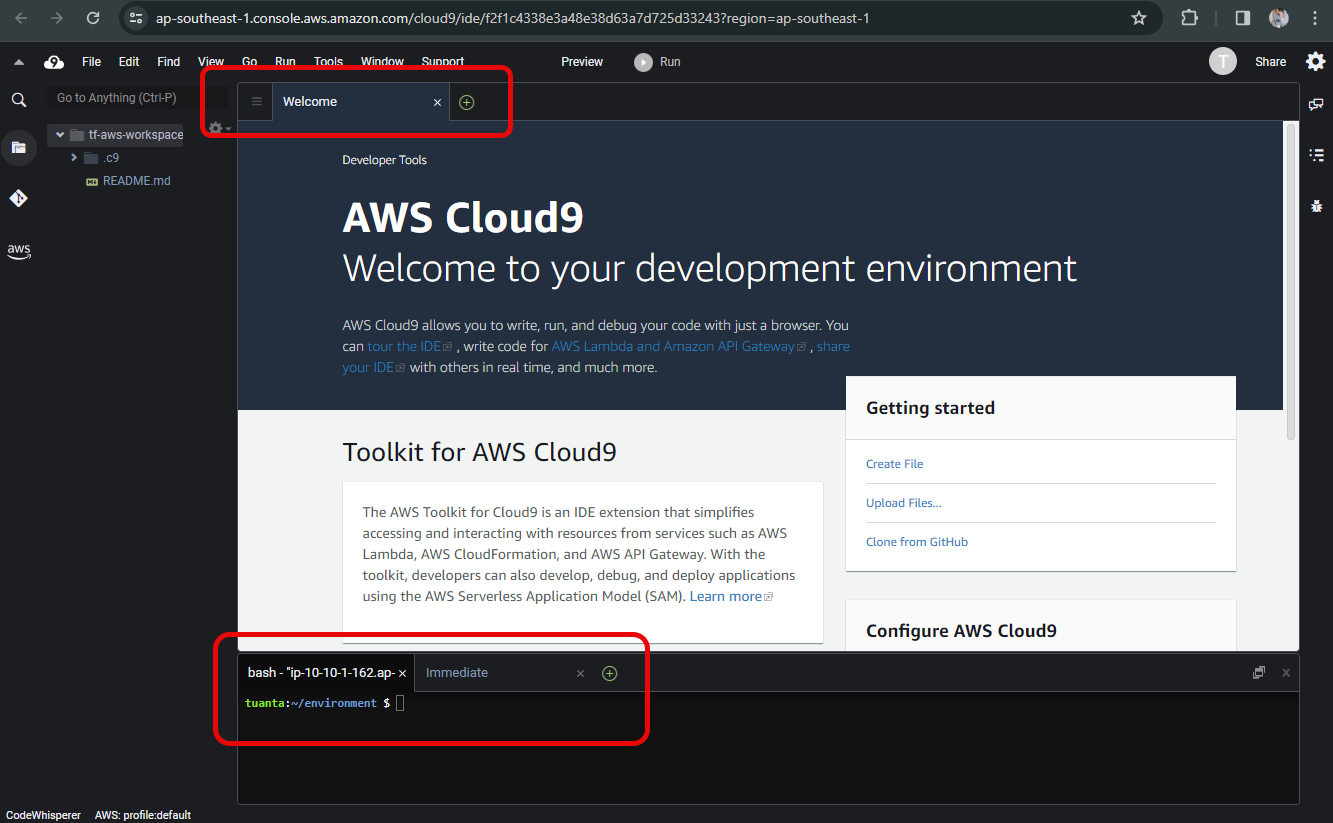 ap-southeast-1.console.aws.amazon.com/cloud9/ide/f2f1c4338e3a48e38d63a7d725d33243?region=ap-southeast-1
9 File Edit Find View Go Run Tools Window Support Preview Run T Share
Go to Anything (Ctrl-P)
Welcome
tf-aws-workspace
.c9
README.md
aws
Developer Tools
AWS Cloud9
Welcome to your development environment
AWS Cloud9 allows you to write, run, and debug your code with just a browser. You
can tour the IDE , write code for AWS Lambda and Amazon API Gateway , share
your IDE with others in real time, and much more.
Toolkit for AWS Cloud9
The AWS Toolkit for Cloud9 is an IDE extension that simplifies
accessing and interacting with resources from services such as AWS
Lambda, AWS CloudFormation, and AWS API Gateway. With the
toolkit, developers can also develop, debug, and deploy applications
using the AWS Serverless Application Model (SAM). Learn more
Getting started
Create File
Upload Files...
Clone from GitHub
Configure AWS Cloud9
bash - "ip-10-10-1-162.ap- Immediate
tuanta:~/environment $
CodeWhisperer AWS: profile:default